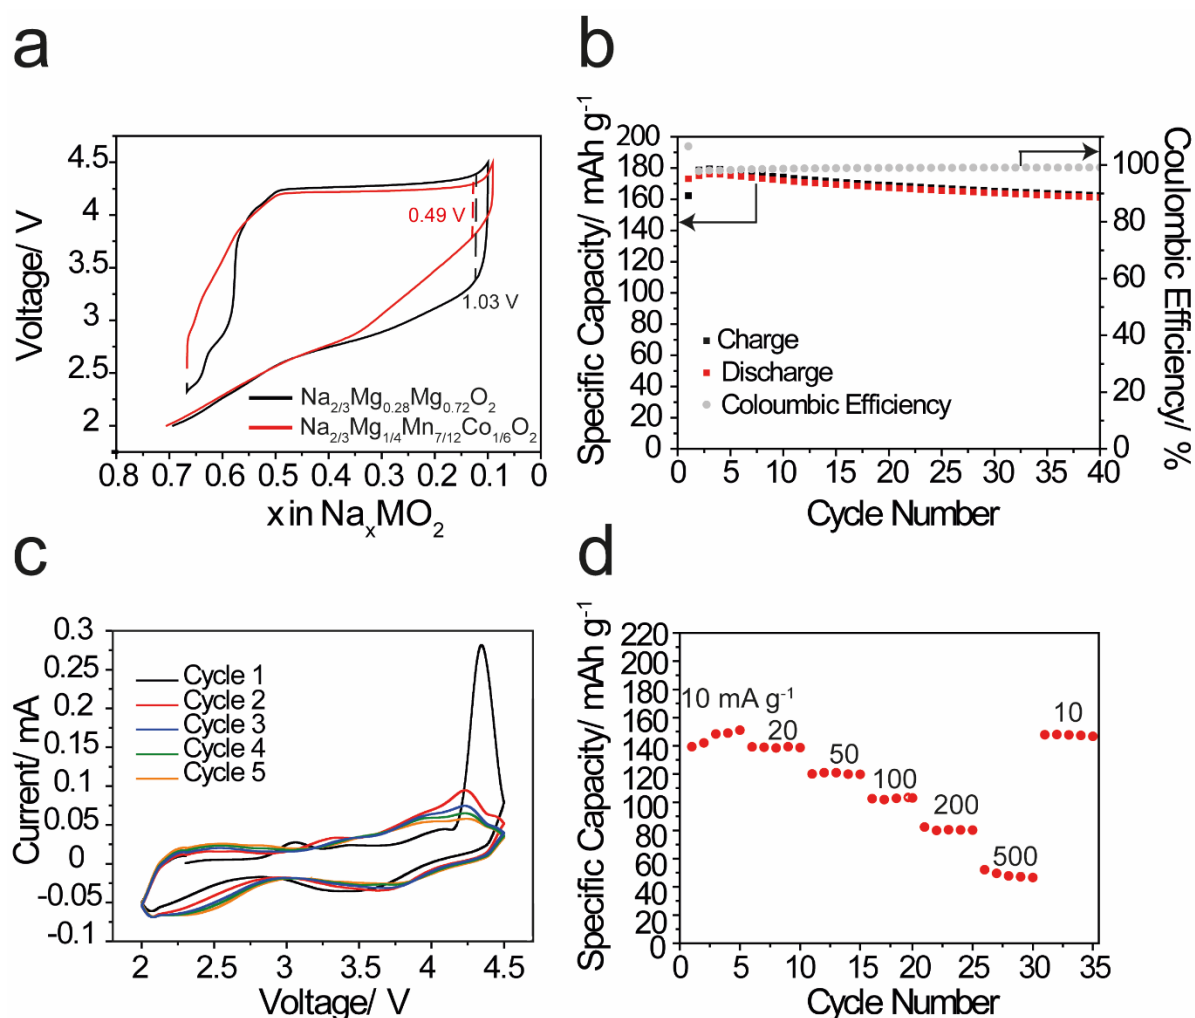 a
Voltage/ V
4.5
4
3.5
3
2.5
2
0.49 V
1.03 V
Na2/3Mg0.28Mg0.72O2
Na2/3Mg1/4Mn7/12Co1/6O2
0.8 0.7 0.6 0.5 0.4 0.3 0.2 0.1 0
x in NaxMO2
b
Specific Capacity/ mAh g-1
200
180
160
140
120
100
80
60
40
20
0
Charge
Discharge
Coloumbic Efficiency
100
80
60
40
20
0
Coulombic Efficiency/ %
0 5 10 15 20 25 30 35 40
Cycle Number
c
Current/ mA
0.3
0.25
0.2
0.15
0.1
0.05
0
-0.05
-0.1
Cycle 1
Cycle 2
Cycle 3
Cycle 4
Cycle 5
2 2.5 3 3.5 4 4.5
Voltage/ V
d
Specific Capacity/ mAh g-1
220
200
180
160
140
120
100
80
60
40
20
0
10 mA g-1
20
50
100
200
500
10
0 5 10 15 20 25 30 35
Cycle Number